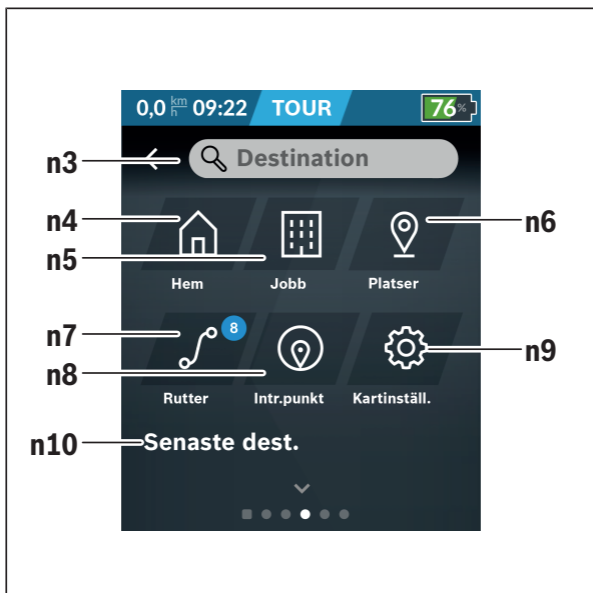 0,0 km/h 09:22 TOUR 76%
n3 Destination
n4 n6
n5
Hem Jobb Platser
n7 8
n8 n9
Rutter Intr.punkt Kartinställ.
n10 Senaste dest.